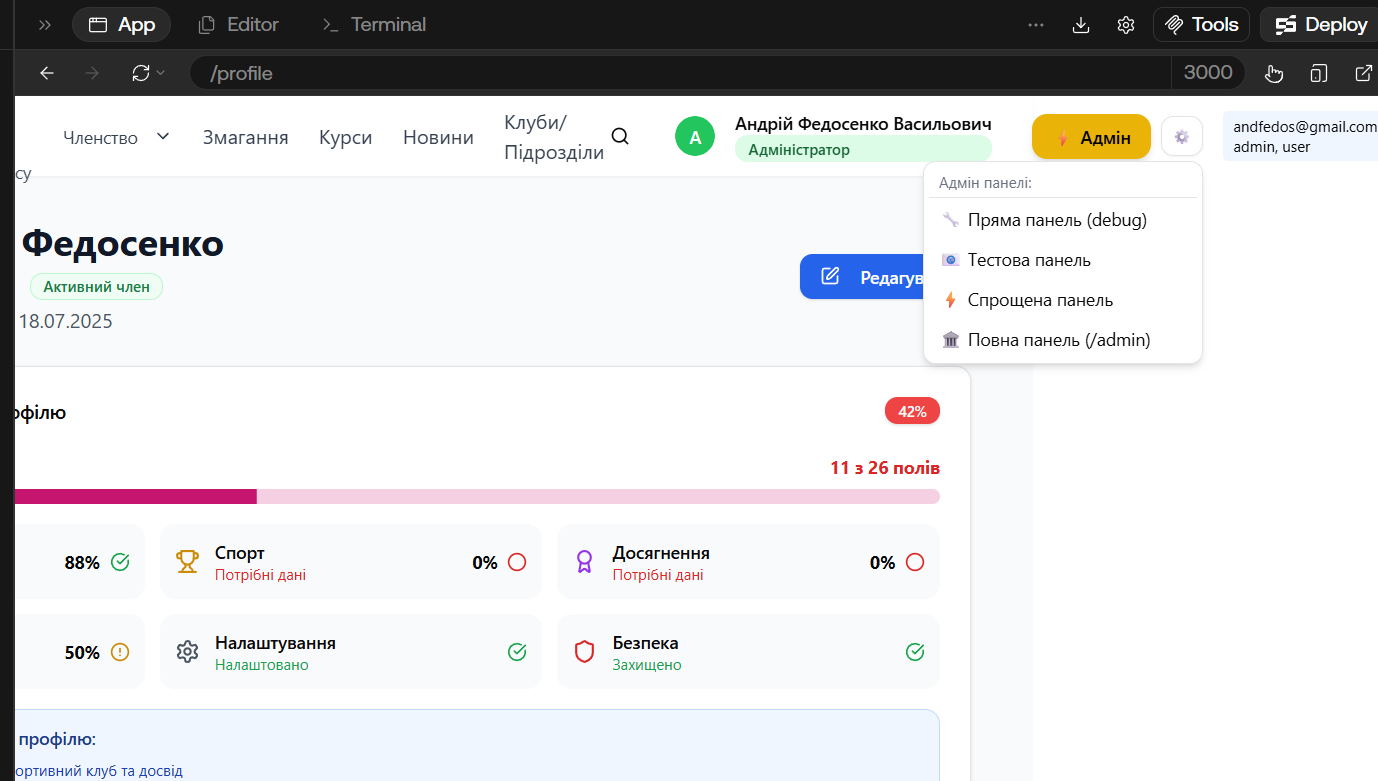 App
Editor
Terminal
Tools
Deploy
/profile
3000
Членство
Змагання
Курси
Новини
Клуби/
Підрозділи
А
Андрій Федосенко Васильович
Адміністратор
Адмін
andfedos@gmail.com
admin, user
су
Адмін панелі:
Пряма панель (debug)
Тестова панель
Спрощена панель
Повна панель (/admin)
Федосенко
Активний член
18.07.2025
Редагув
офілю
42%
11 з 26 полів
88%
Спорт
Потрібні дані
0%
Досягнення
Потрібні дані
0%
50%
Налаштування
Налаштовано
Безпека
Захищено
профілю:
ортивний клуб та досвід